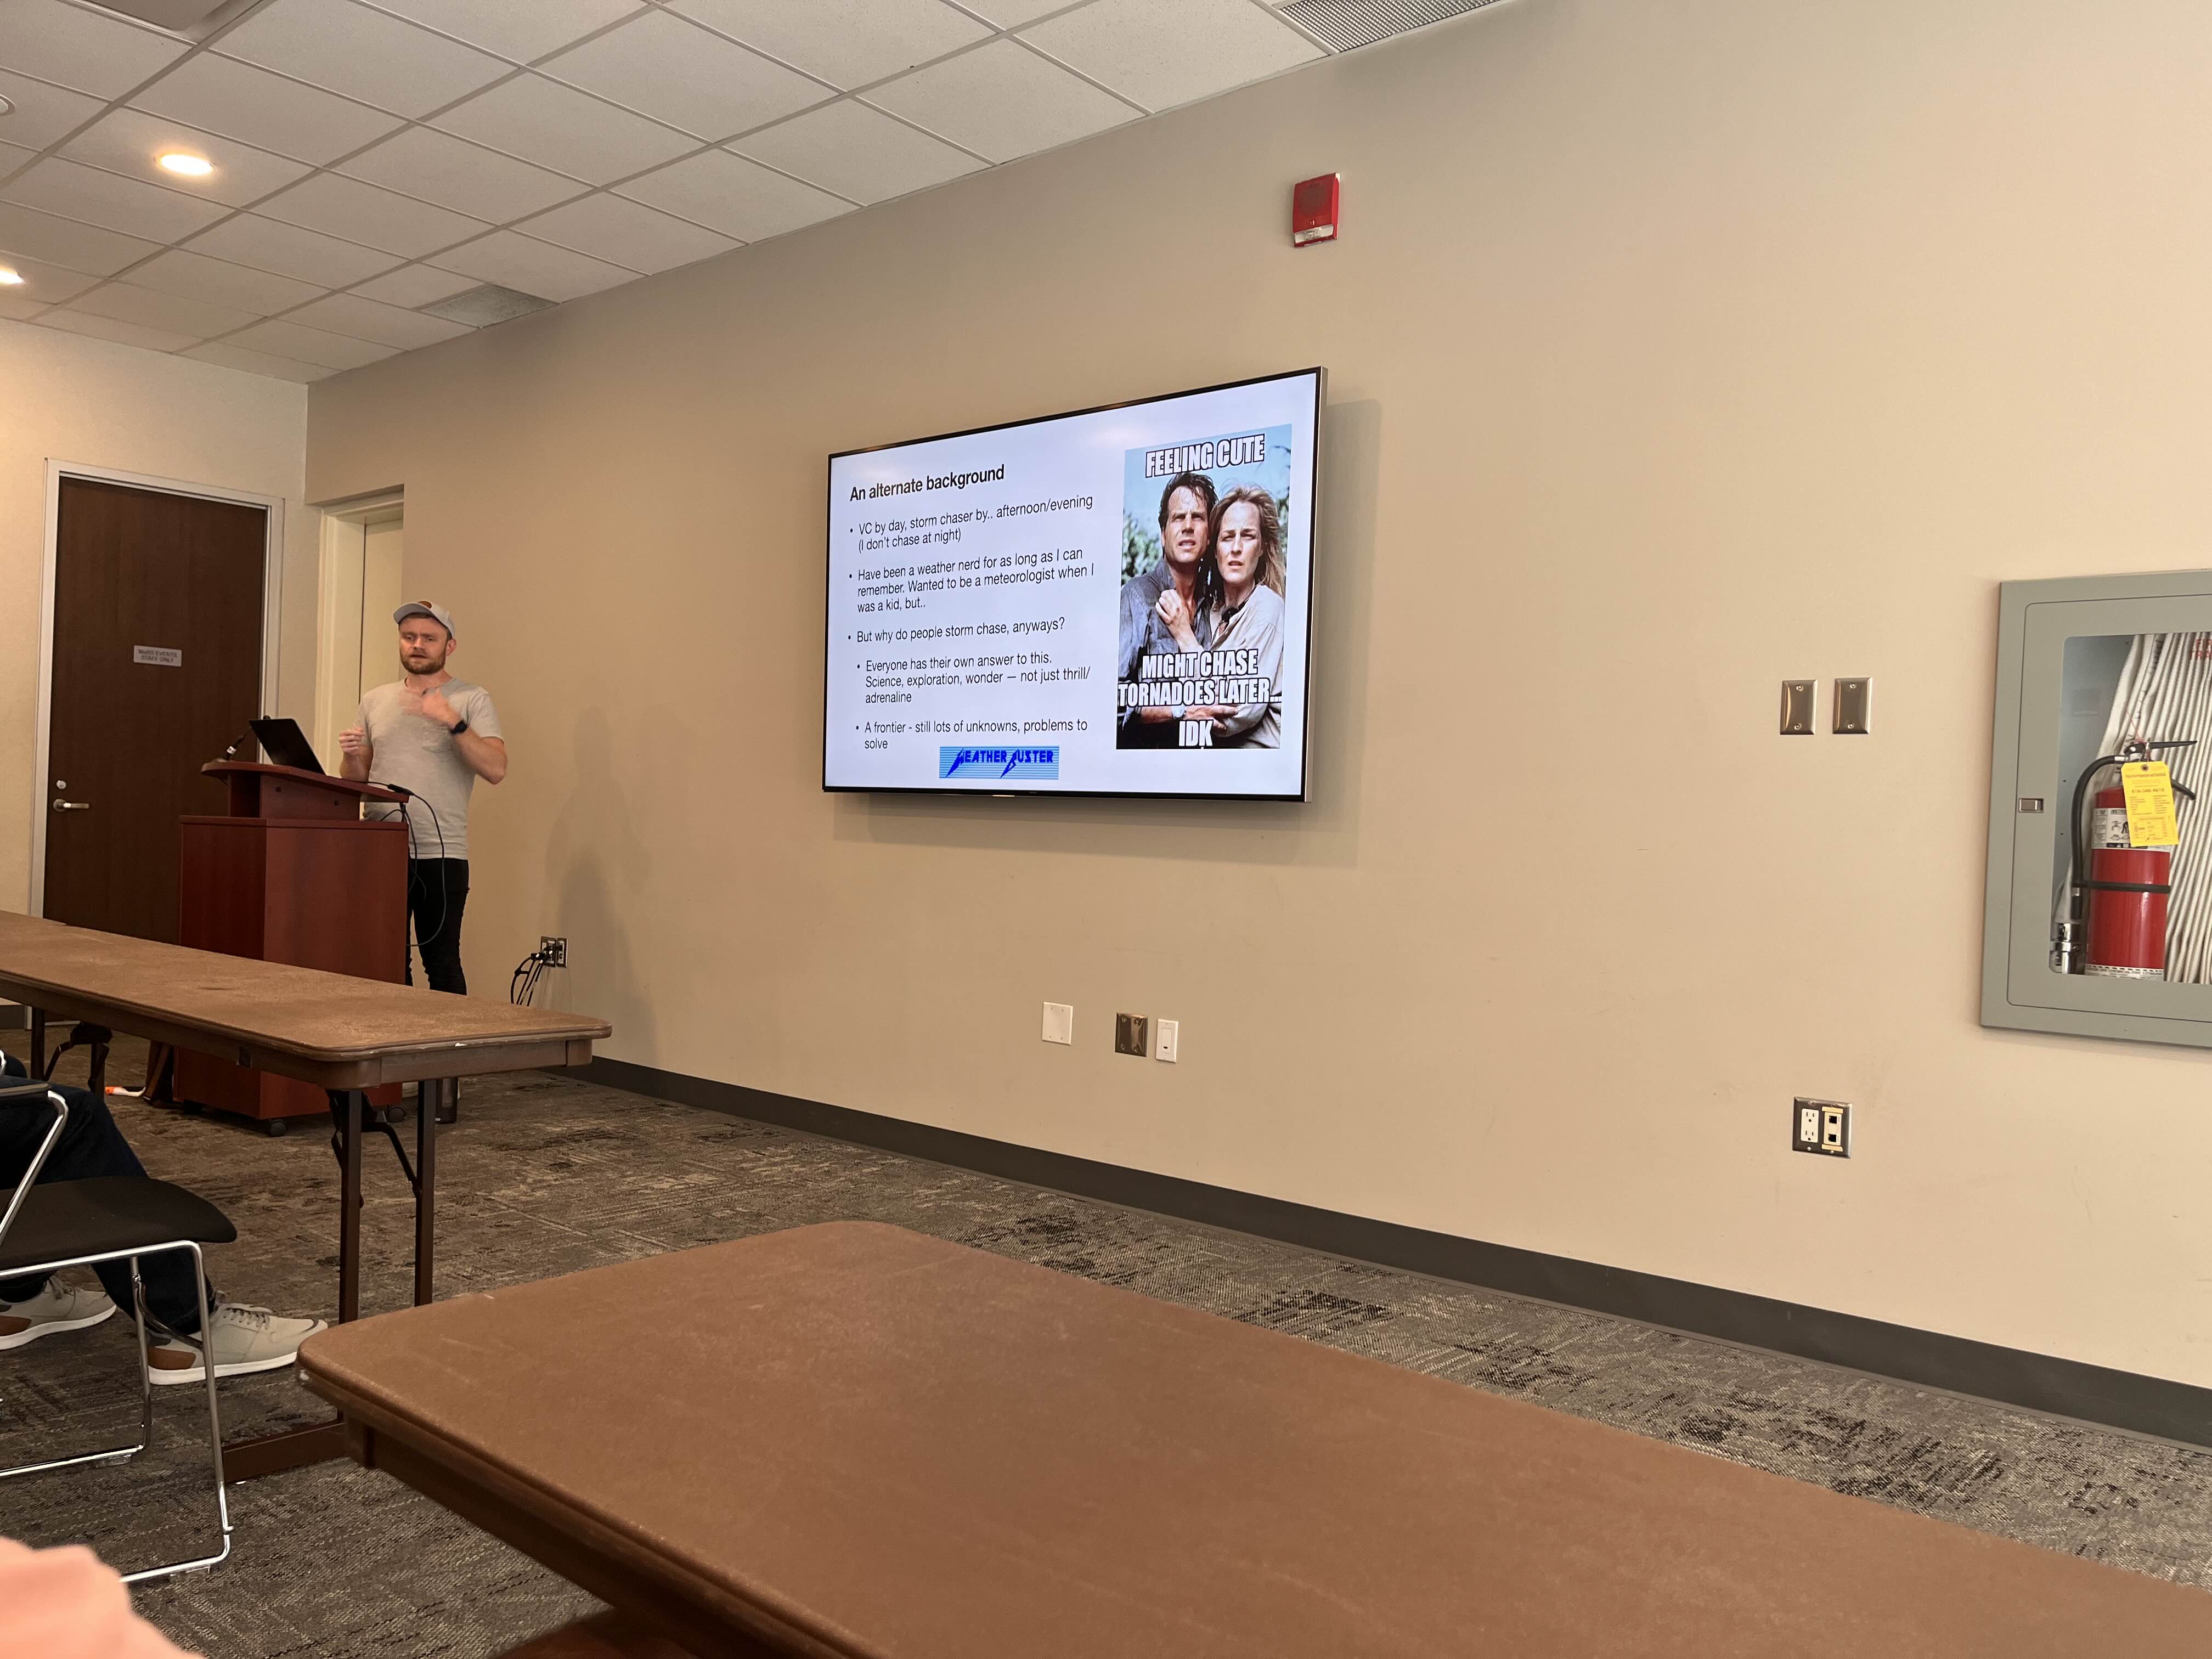 An alternate background
• VC by day, storm chaser by.. afternoon/evening
(I don't chase at night)
• Have been a weather nerd for as long as I can
remember. Wanted to be a meteorologist when I
was a kid, but..
• But why do people storm chase, anyways?
• Everyone has their own answer to this.
Science, exploration, wonder — not just thrill/
adrenaline
• A frontier - still lots of unknowns, problems to
solve
WEATHER BUSTER
FEELING CUTE
MIGHT CHASE
TORNADOES LATER...
IDK
STAFF ONLY